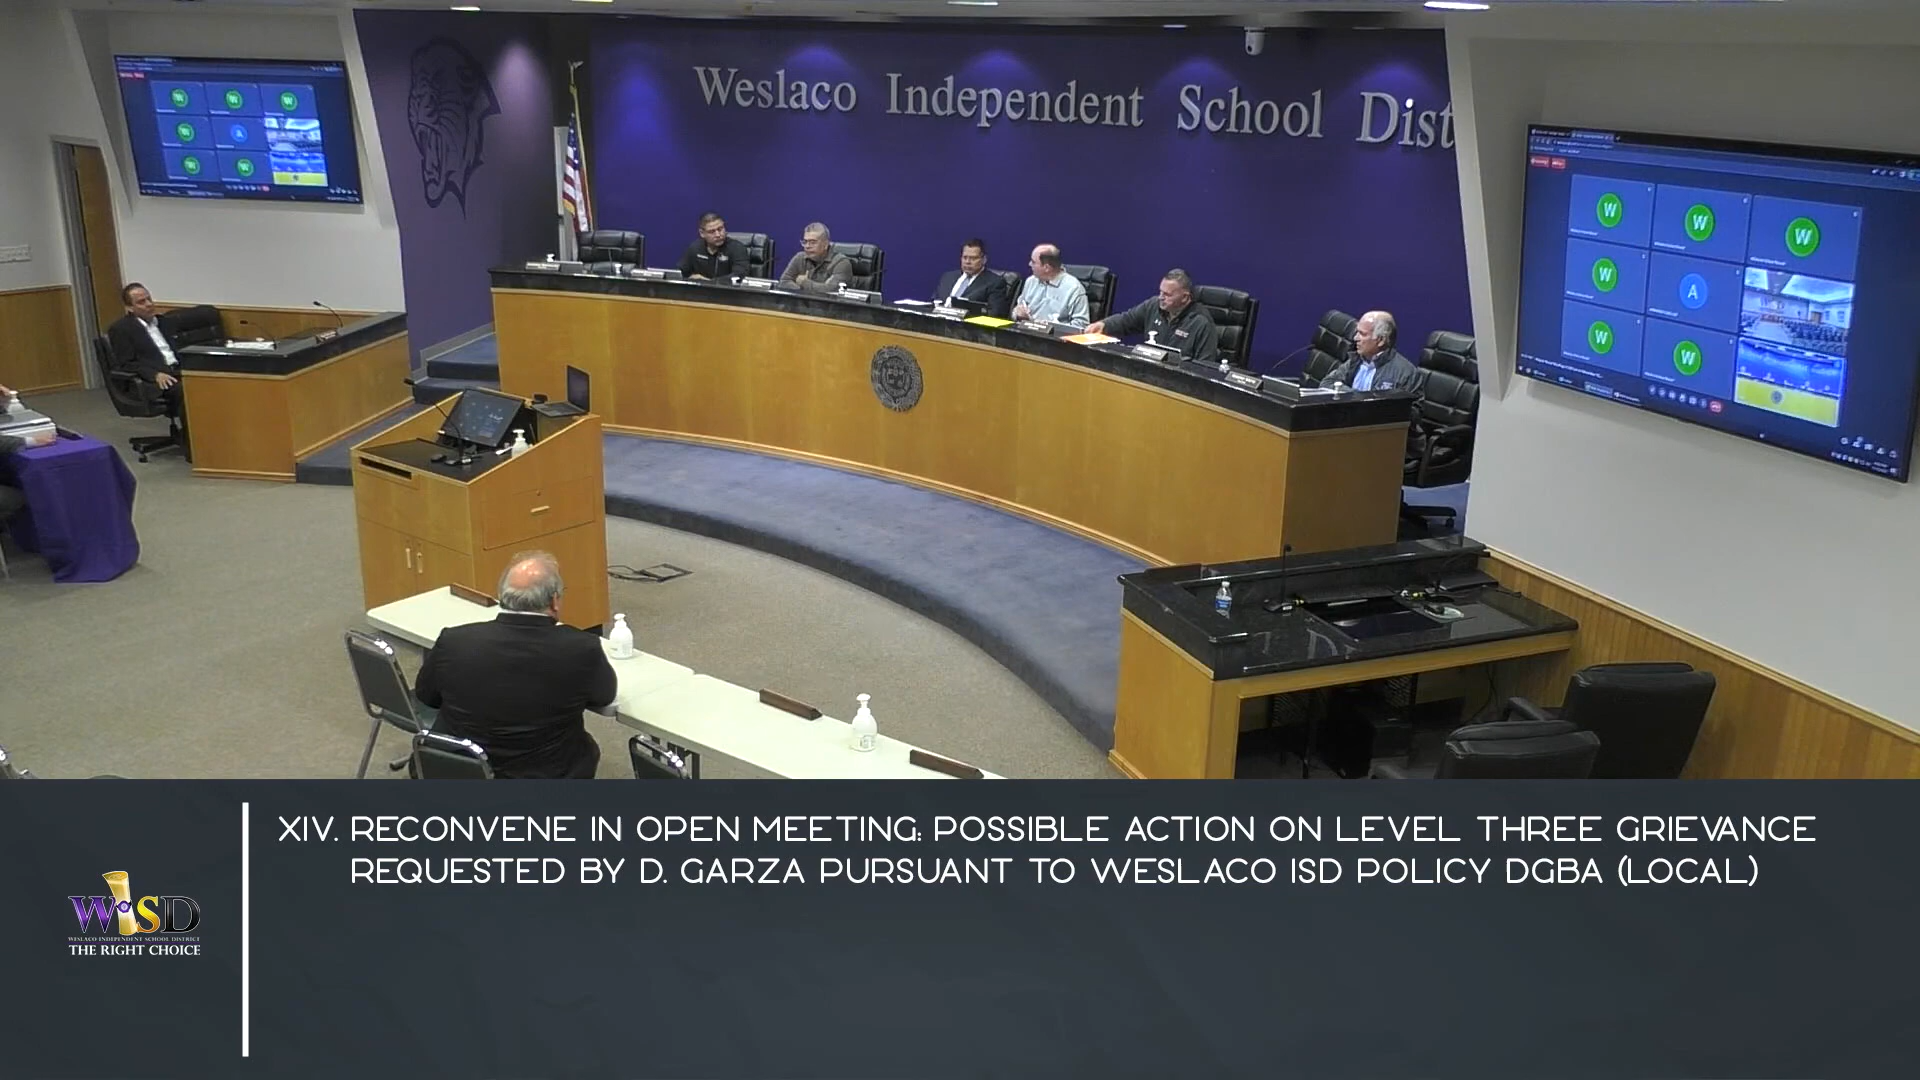 Weslaco Independent School Dist
W W W
W A
W W
W W W
W A
W W
XIV. RECONVENE IN OPEN MEETING: POSSIBLE ACTION ON LEVEL THREE GRIEVANCE
REQUESTED BY D. GARZA PURSUANT TO WESLACO ISD POLICY DGBA (LOCAL)
WISD
WESLACO INDEPENDENT SCHOOL DISTRICT
THE RIGHT CHOICE